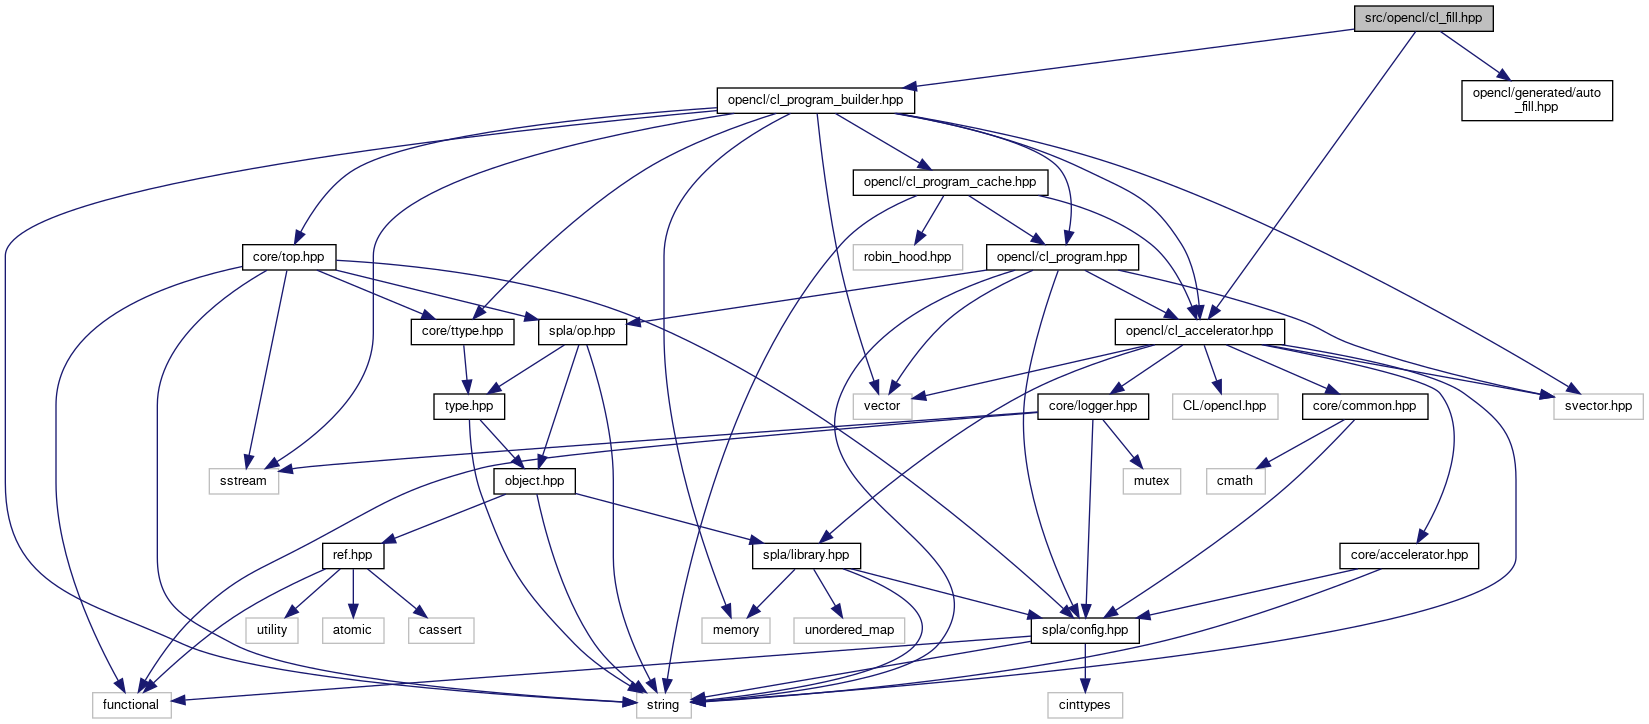 src/opencl/cl_fill.hpp
opencl/cl_program_builder.hpp
opencl/generated/auto
_fill.hpp
opencl/cl_program_cache.hpp
core/top.hpp
robin_hood.hpp
opencl/cl_program.hpp
core/ttype.hpp
spla/op.hpp
opencl/cl_accelerator.hpp
type.hpp
vector
core/logger.hpp
CL/opencl.hpp
core/common.hpp
svector.hpp
sstream
object.hpp
mutex
cmath
ref.hpp
spla/library.hpp
core/accelerator.hpp
utility
atomic
cassert
memory
unordered_map
spla/config.hpp
functional
string
cinttypes